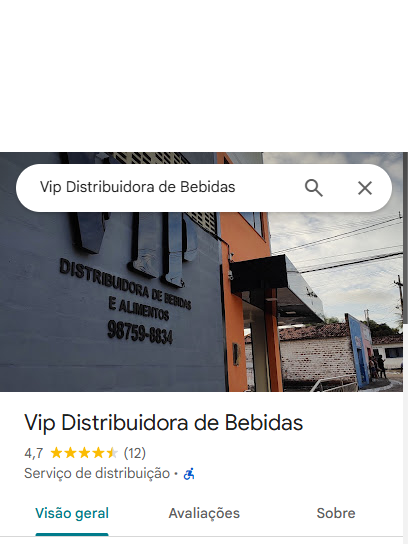 Vip Distribuidora de Bebidas
VIP
DISTRIBUIDORA DE BEBIDAS
E ALIMENTOS
98759-8834
Vip Distribuidora de Bebidas
4,7 (12)
Serviço de distribuição ·
Visão geral Avaliações Sobre